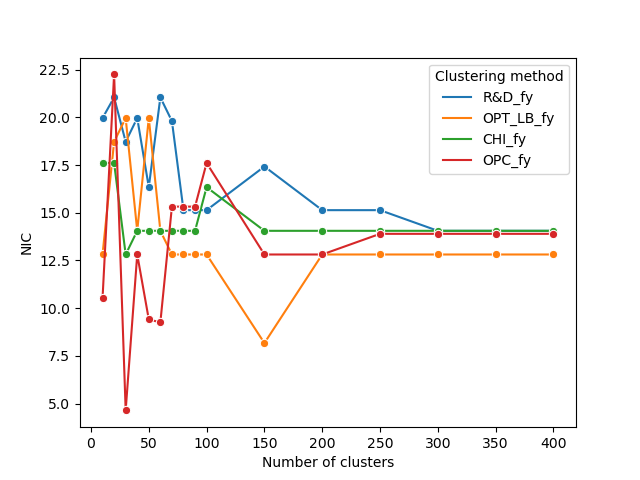 22.5
20.0
17.5
15.0
12.5
10.0
7.5
5.0
NIC
0 50 100 150 200 250 300 350 400
Number of clusters
Clustering method
R&D_fy
OPT_LB_fy
CHI_fy
OPC_fy